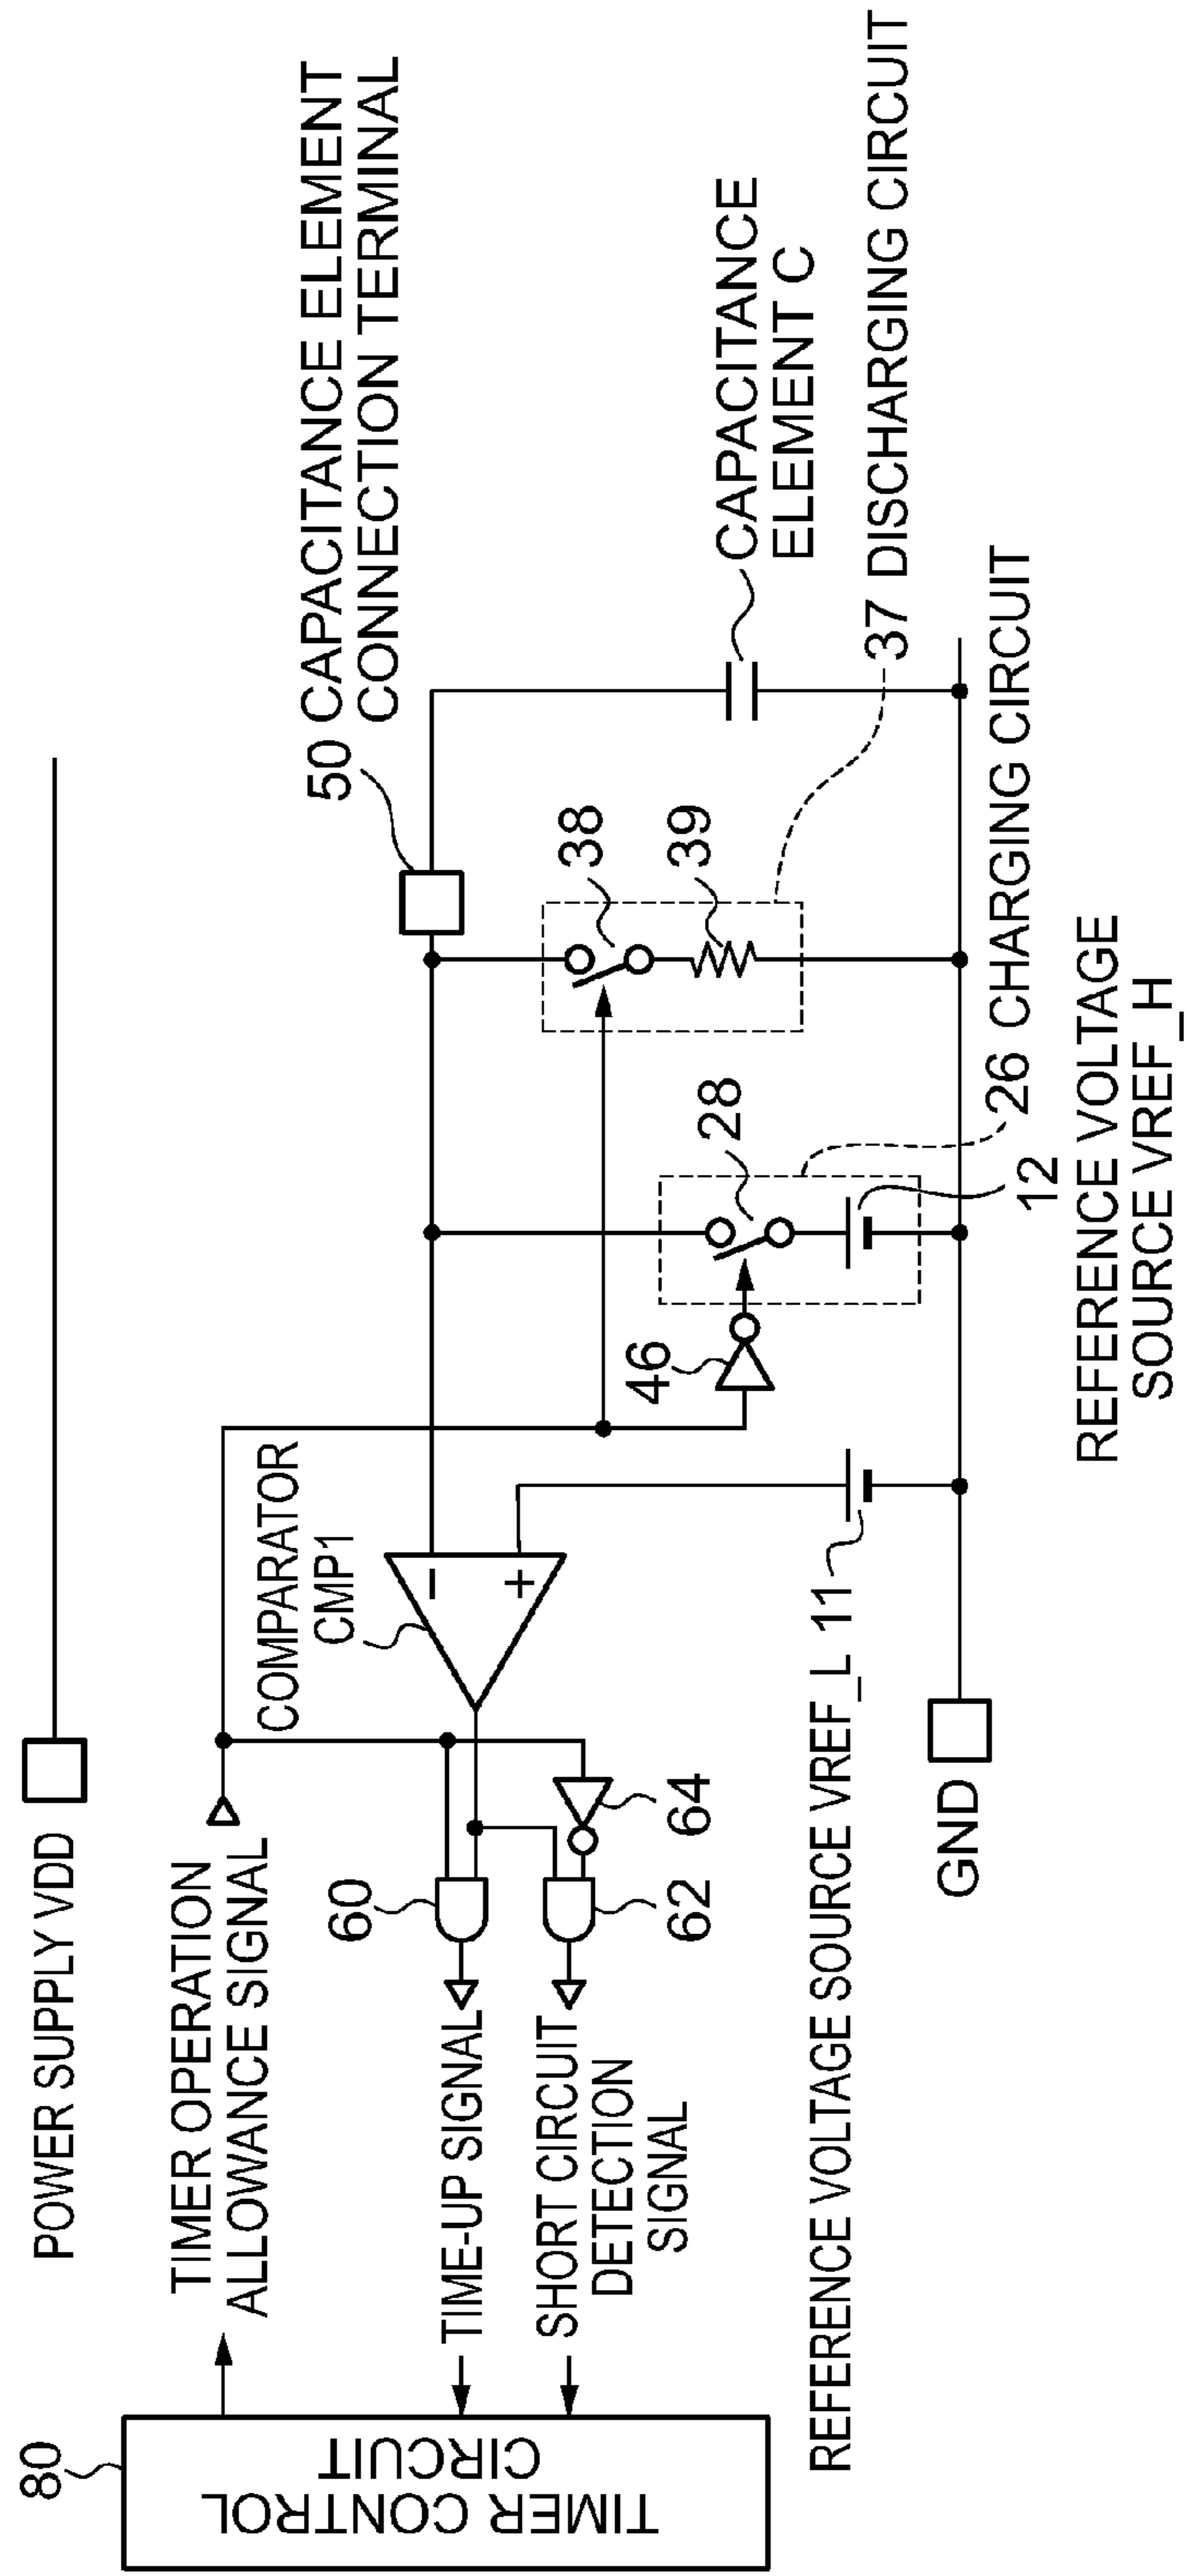 POWER SUPPLY VDD
TIMER OPERATION
ALLOWANCE SIGNAL
80
TIMER CONTROL
CIRCUIT
TIME-UP SIGNAL
SHORT CIRCUIT
DETECTION
SIGNAL
60
62
64
COMPARATOR
CMP1
−
+
REFERENCE VOLTAGE SOURCE VREF_L 11
GND
46
28
38
39
50 CAPACITANCE ELEMENT
CONNECTION TERMINAL
CAPACITANCE
ELEMENT C
37 DISCHARGING CIRCUIT
26 CHARGING CIRCUIT
12
REFERENCE VOLTAGE
SOURCE VREF_H